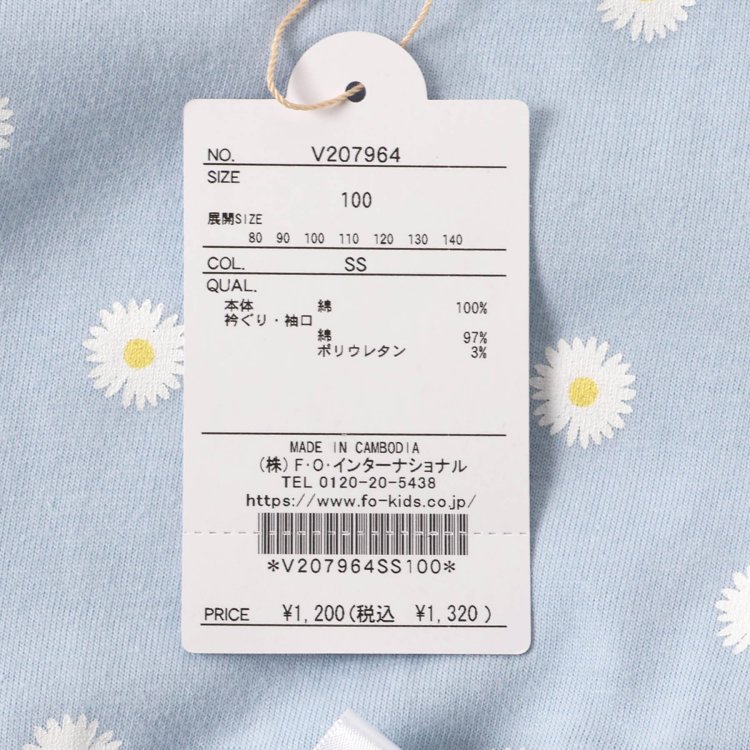 NO. V207964
SIZE
100
展開SIZE
80 90 100 110 120 130 140
COL. SS
QUAL.
本体 綿 100%
衿ぐり・袖口
綿 97%
ポリウレタン 3%
MADE IN CAMBODIA
(株)F・O・インターナショナル
TEL 0120-20-5438
https://www.fo-kids.co.jp/
*V207964SS100*
PRICE ¥1,200(税込 ¥1,320)